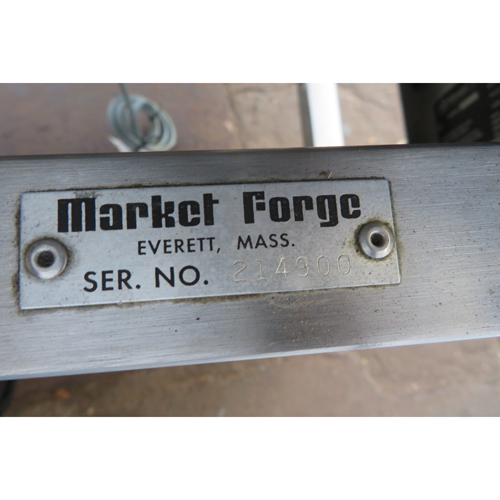 Market Forge
EVERETT, MASS.
SER. NO. 214900